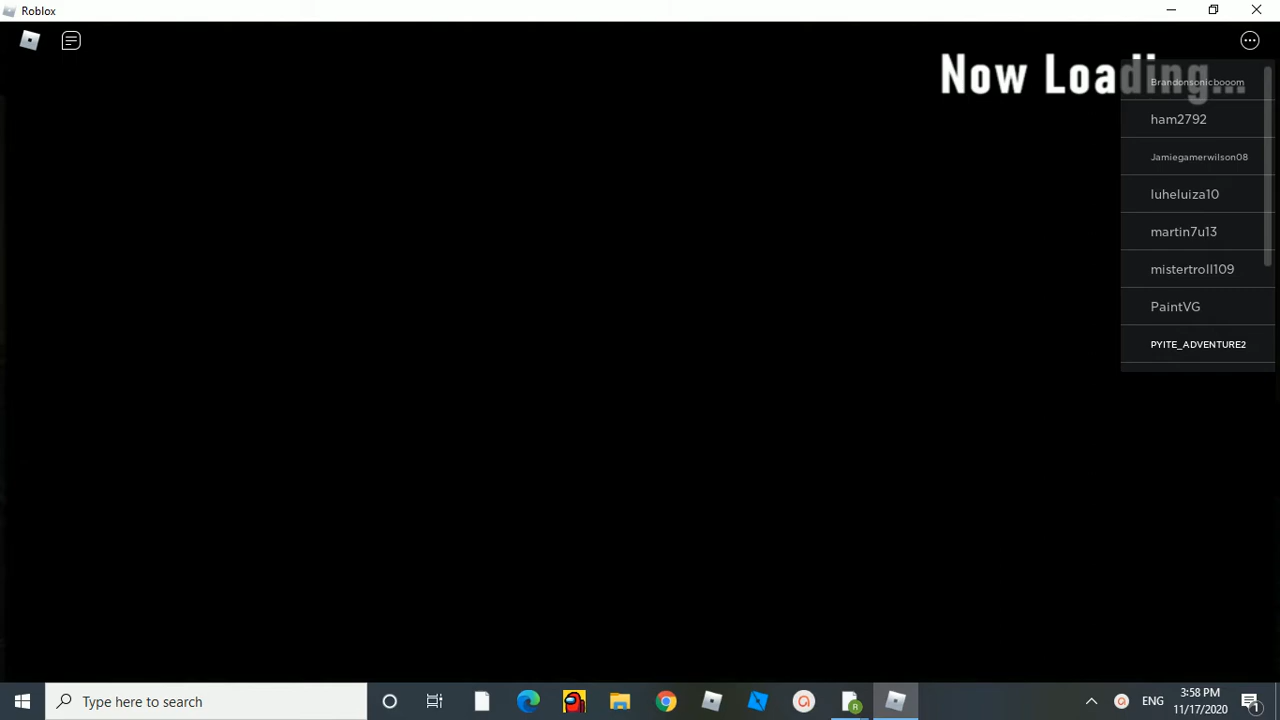 Roblox
Now Loading...
Brandonsonicbooom
ham2792
Jamiegamerwilson08
luheluiza10
martin7u13
mistertroll109
PaintVG
PYITE_ADVENTURE2
Type here to search
ENG
3:58 PM
11/17/2020
1